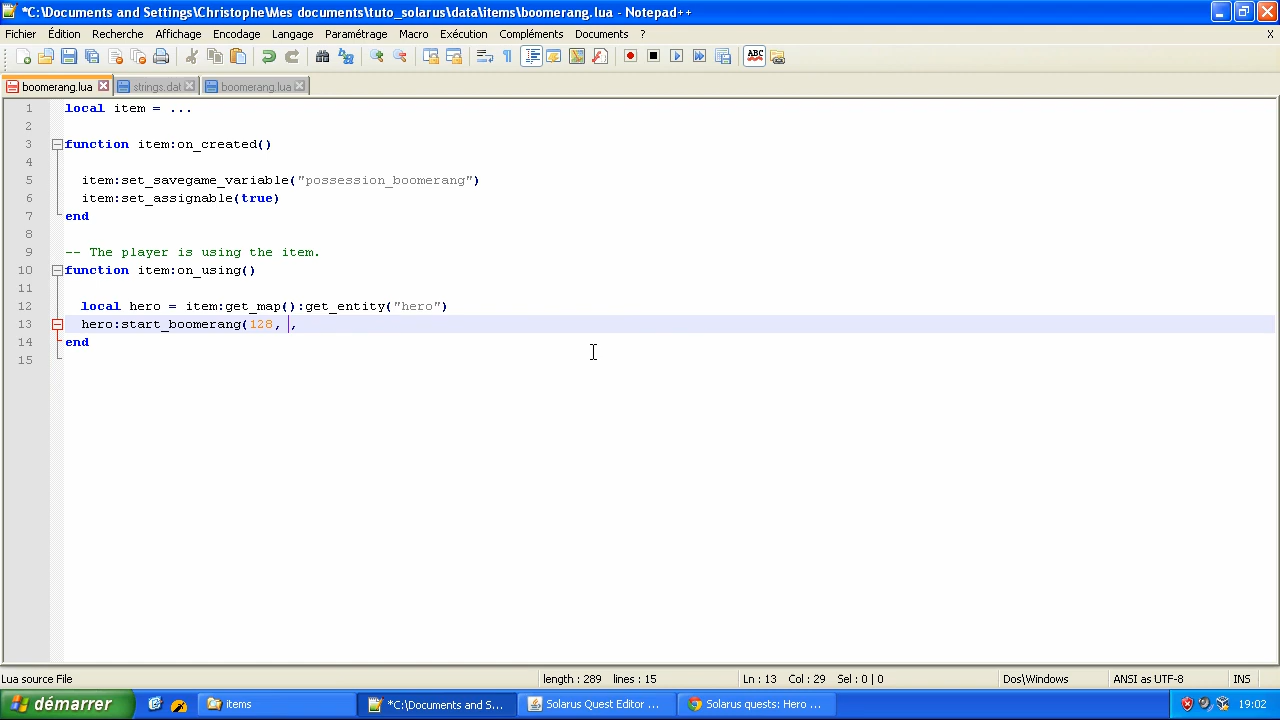 *C:\Documents and Settings\Christophe\Mes documents\tuto_solarus\data\items\boomerang.lua - Notepad++
Fichier Édition Recherche Affichage Encodage Langage Paramétrage Macro Exécution Compléments Documents ? X
ABC
boomerang.lua strings.dat boomerang.lua
1 local item = ...
2
3 function item:on_created()
4
5 item:set_savegame_variable("possession_boomerang")
6 item:set_assignable(true)
7 end
8
9 -- The player is using the item.
10 function item:on_using()
11
12 local hero = item:get_map():get_entity("hero")
13 hero:start_boomerang(128, ,
14 end
15
Lua source File length : 289 lines : 15 Ln : 13 Col : 29 Sel : 0 | 0 Dos\Windows ANSI as UTF-8 INS
démarrer items *C:\Documents and S... Solarus Quest Editor ... Solarus quests: Hero ... 19:02